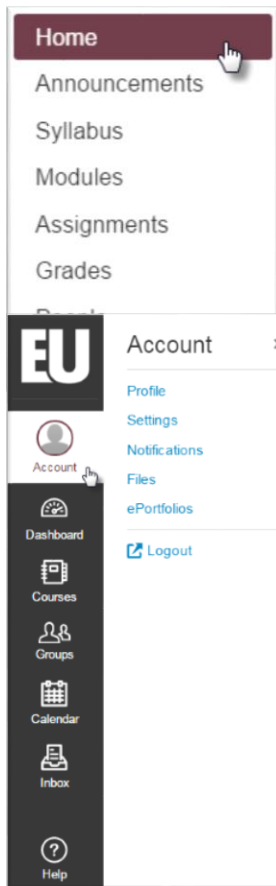 Home
Announcements
Syllabus
Modules
Assignments
Grades
EU
Account
Dashboard
Courses
Groups
Calendar
Inbox
Help
Account
Profile
Settings
Notifications
Files
ePortfolios
Logout